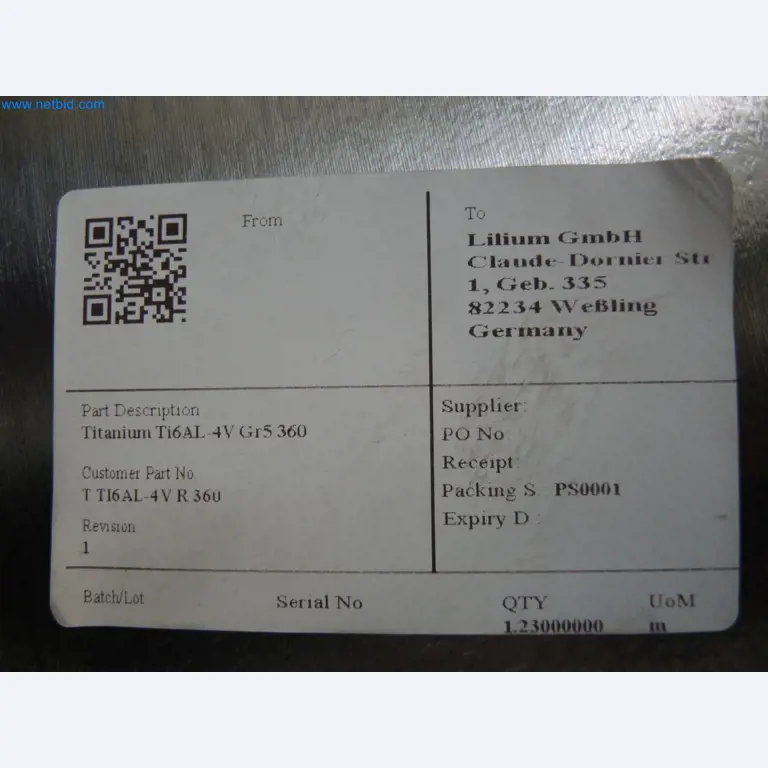 www.netbid.com
From
To
Lilium GmbH
Claude-Dornier Str
1, Geb. 335
82234 Weßling
Germany
Part Description
Titanium Ti6AL-4V Gr5 360
Customer Part No
T TI6AL-4V R 360
Revision
1
Supplier:
PO No
Receipt:
Packing S PS0001
Expiry D :
Batch/Lot
Serial No
QTY
1.23000000
UoM
m